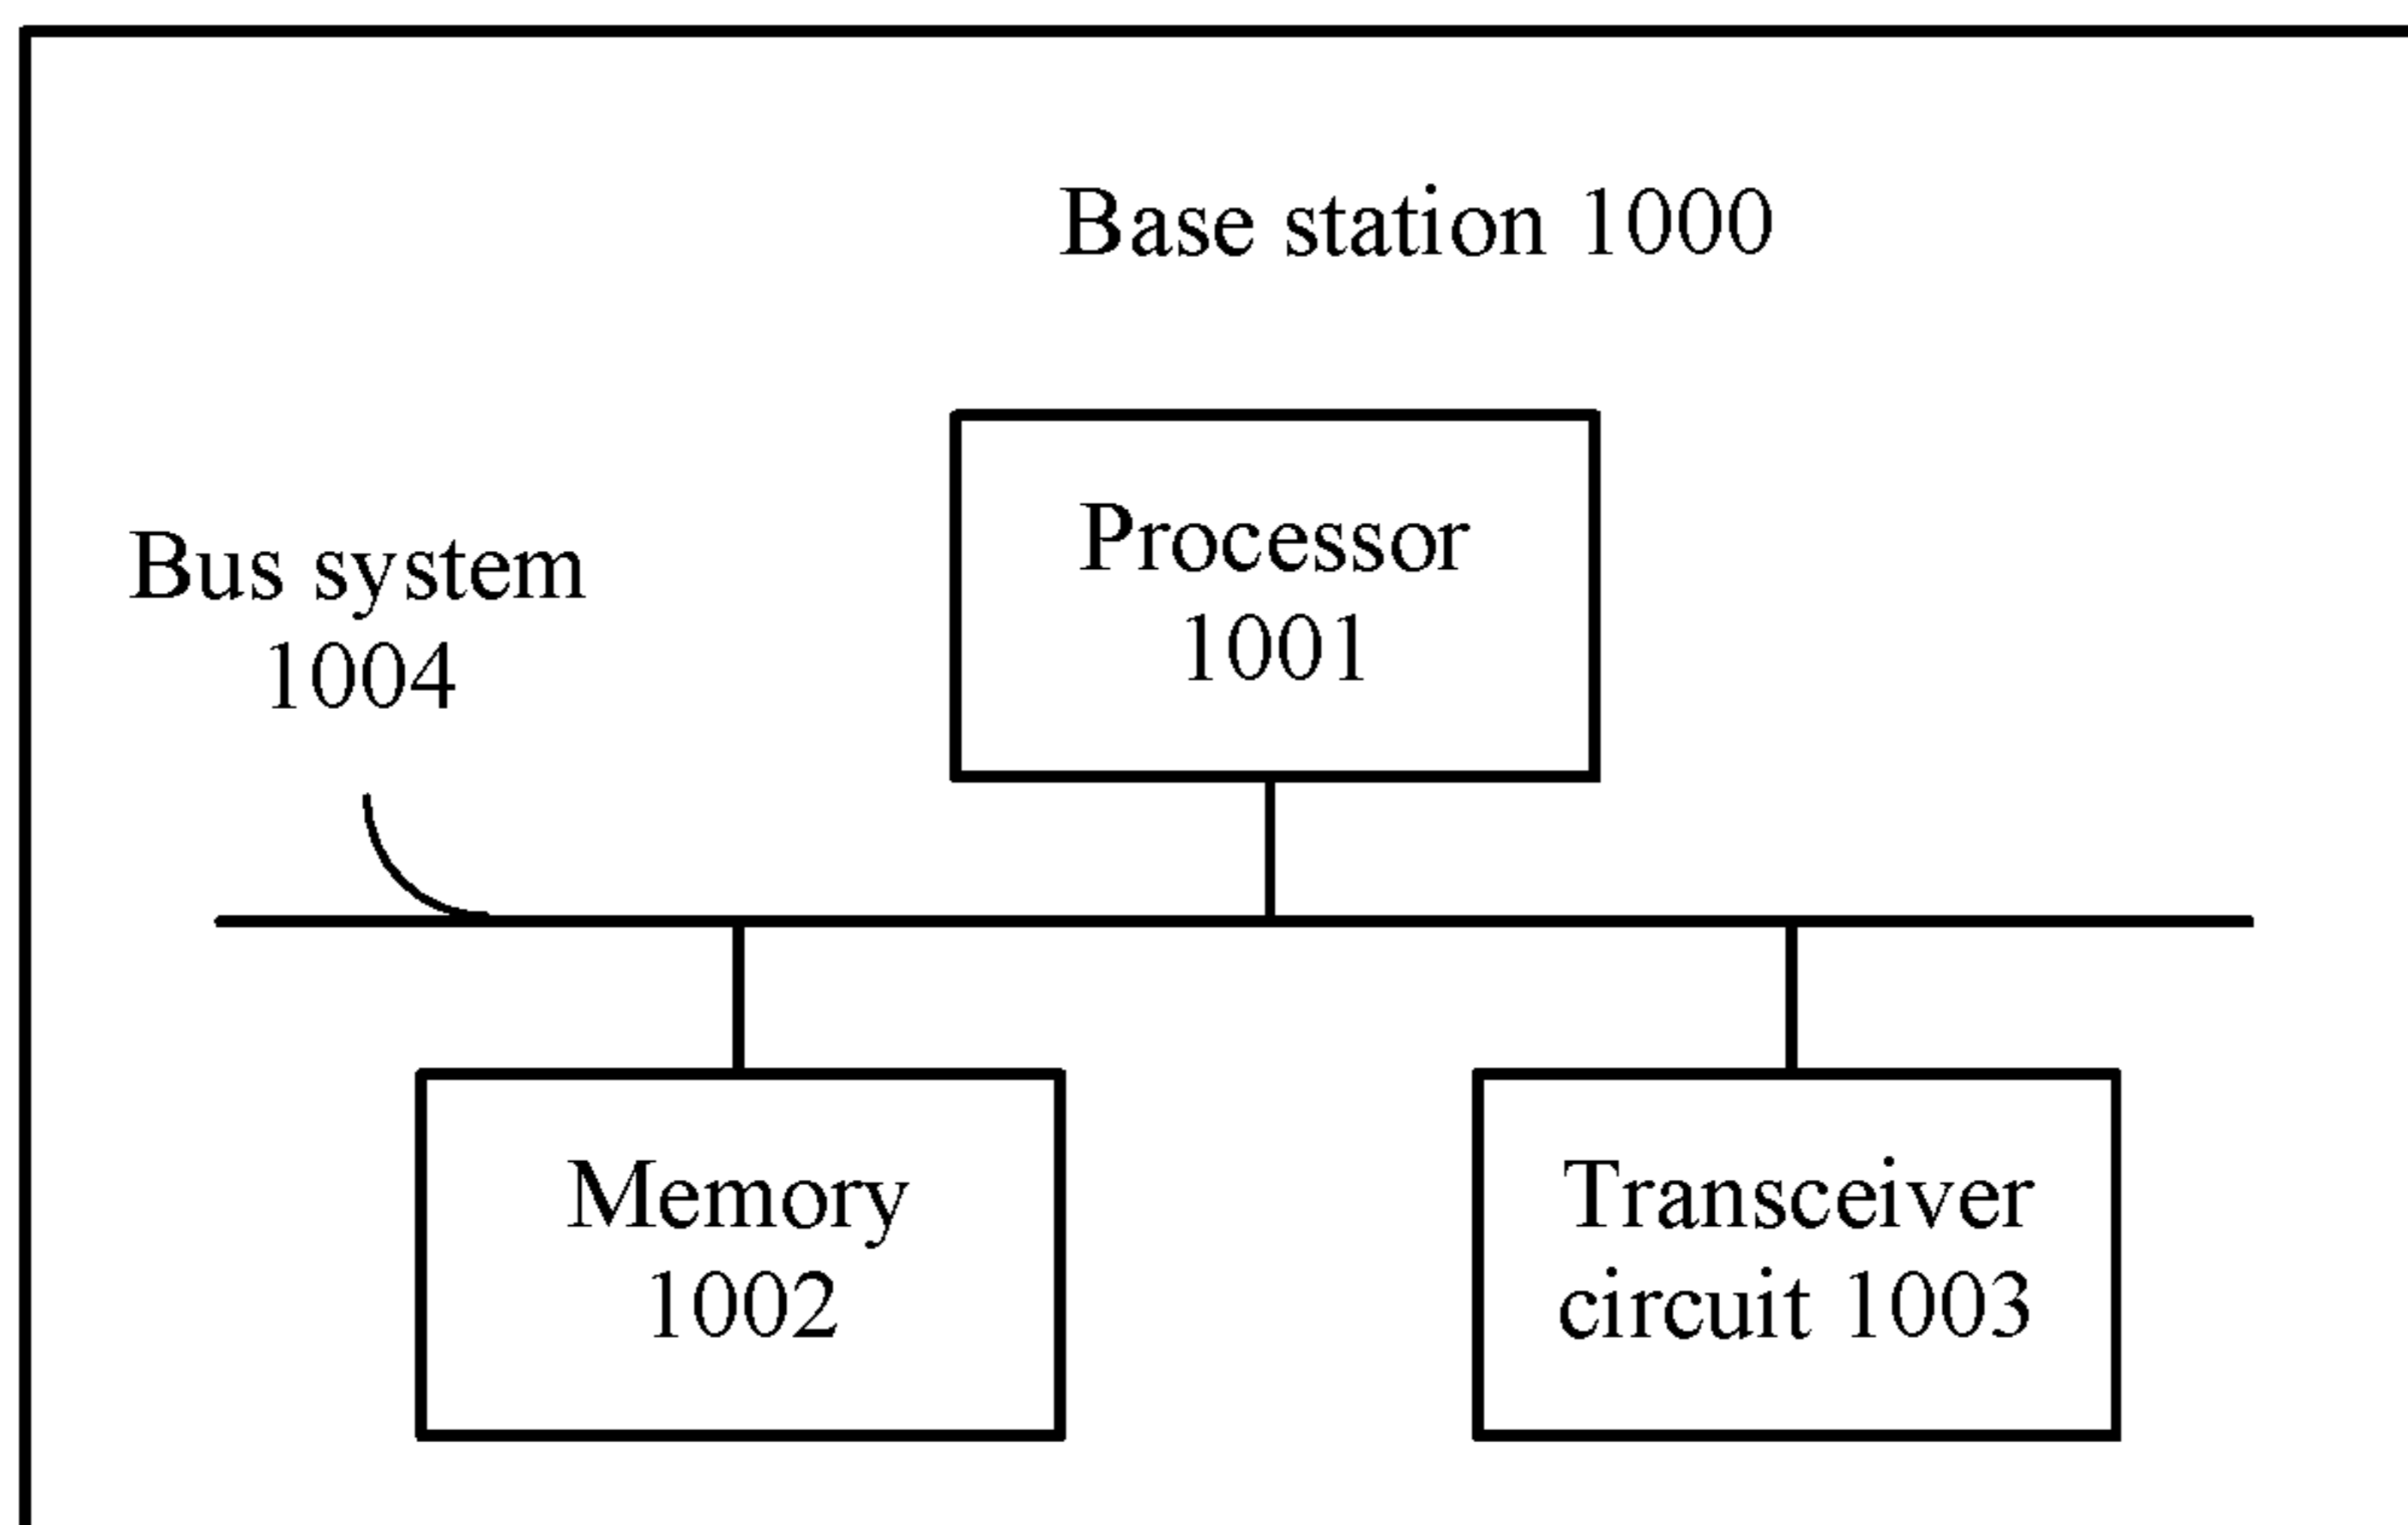 Base station 1000
Processor
1001
Bus system
1004
Memory
1002
Transceiver
circuit 1003